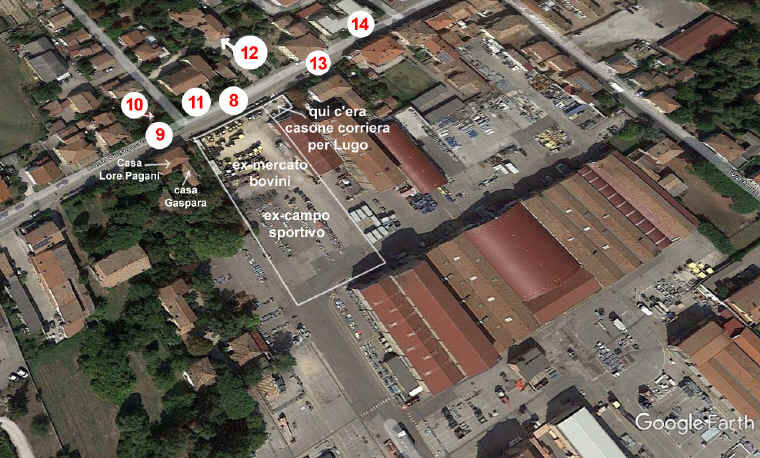 14
12
13
10
11
8
9
qui c'era
casone corriera
per Lugo
Casa
Lore Pagani
casa
Gaspara
ex-mercato
bovini
ex-campo
sportivo
Google Earth